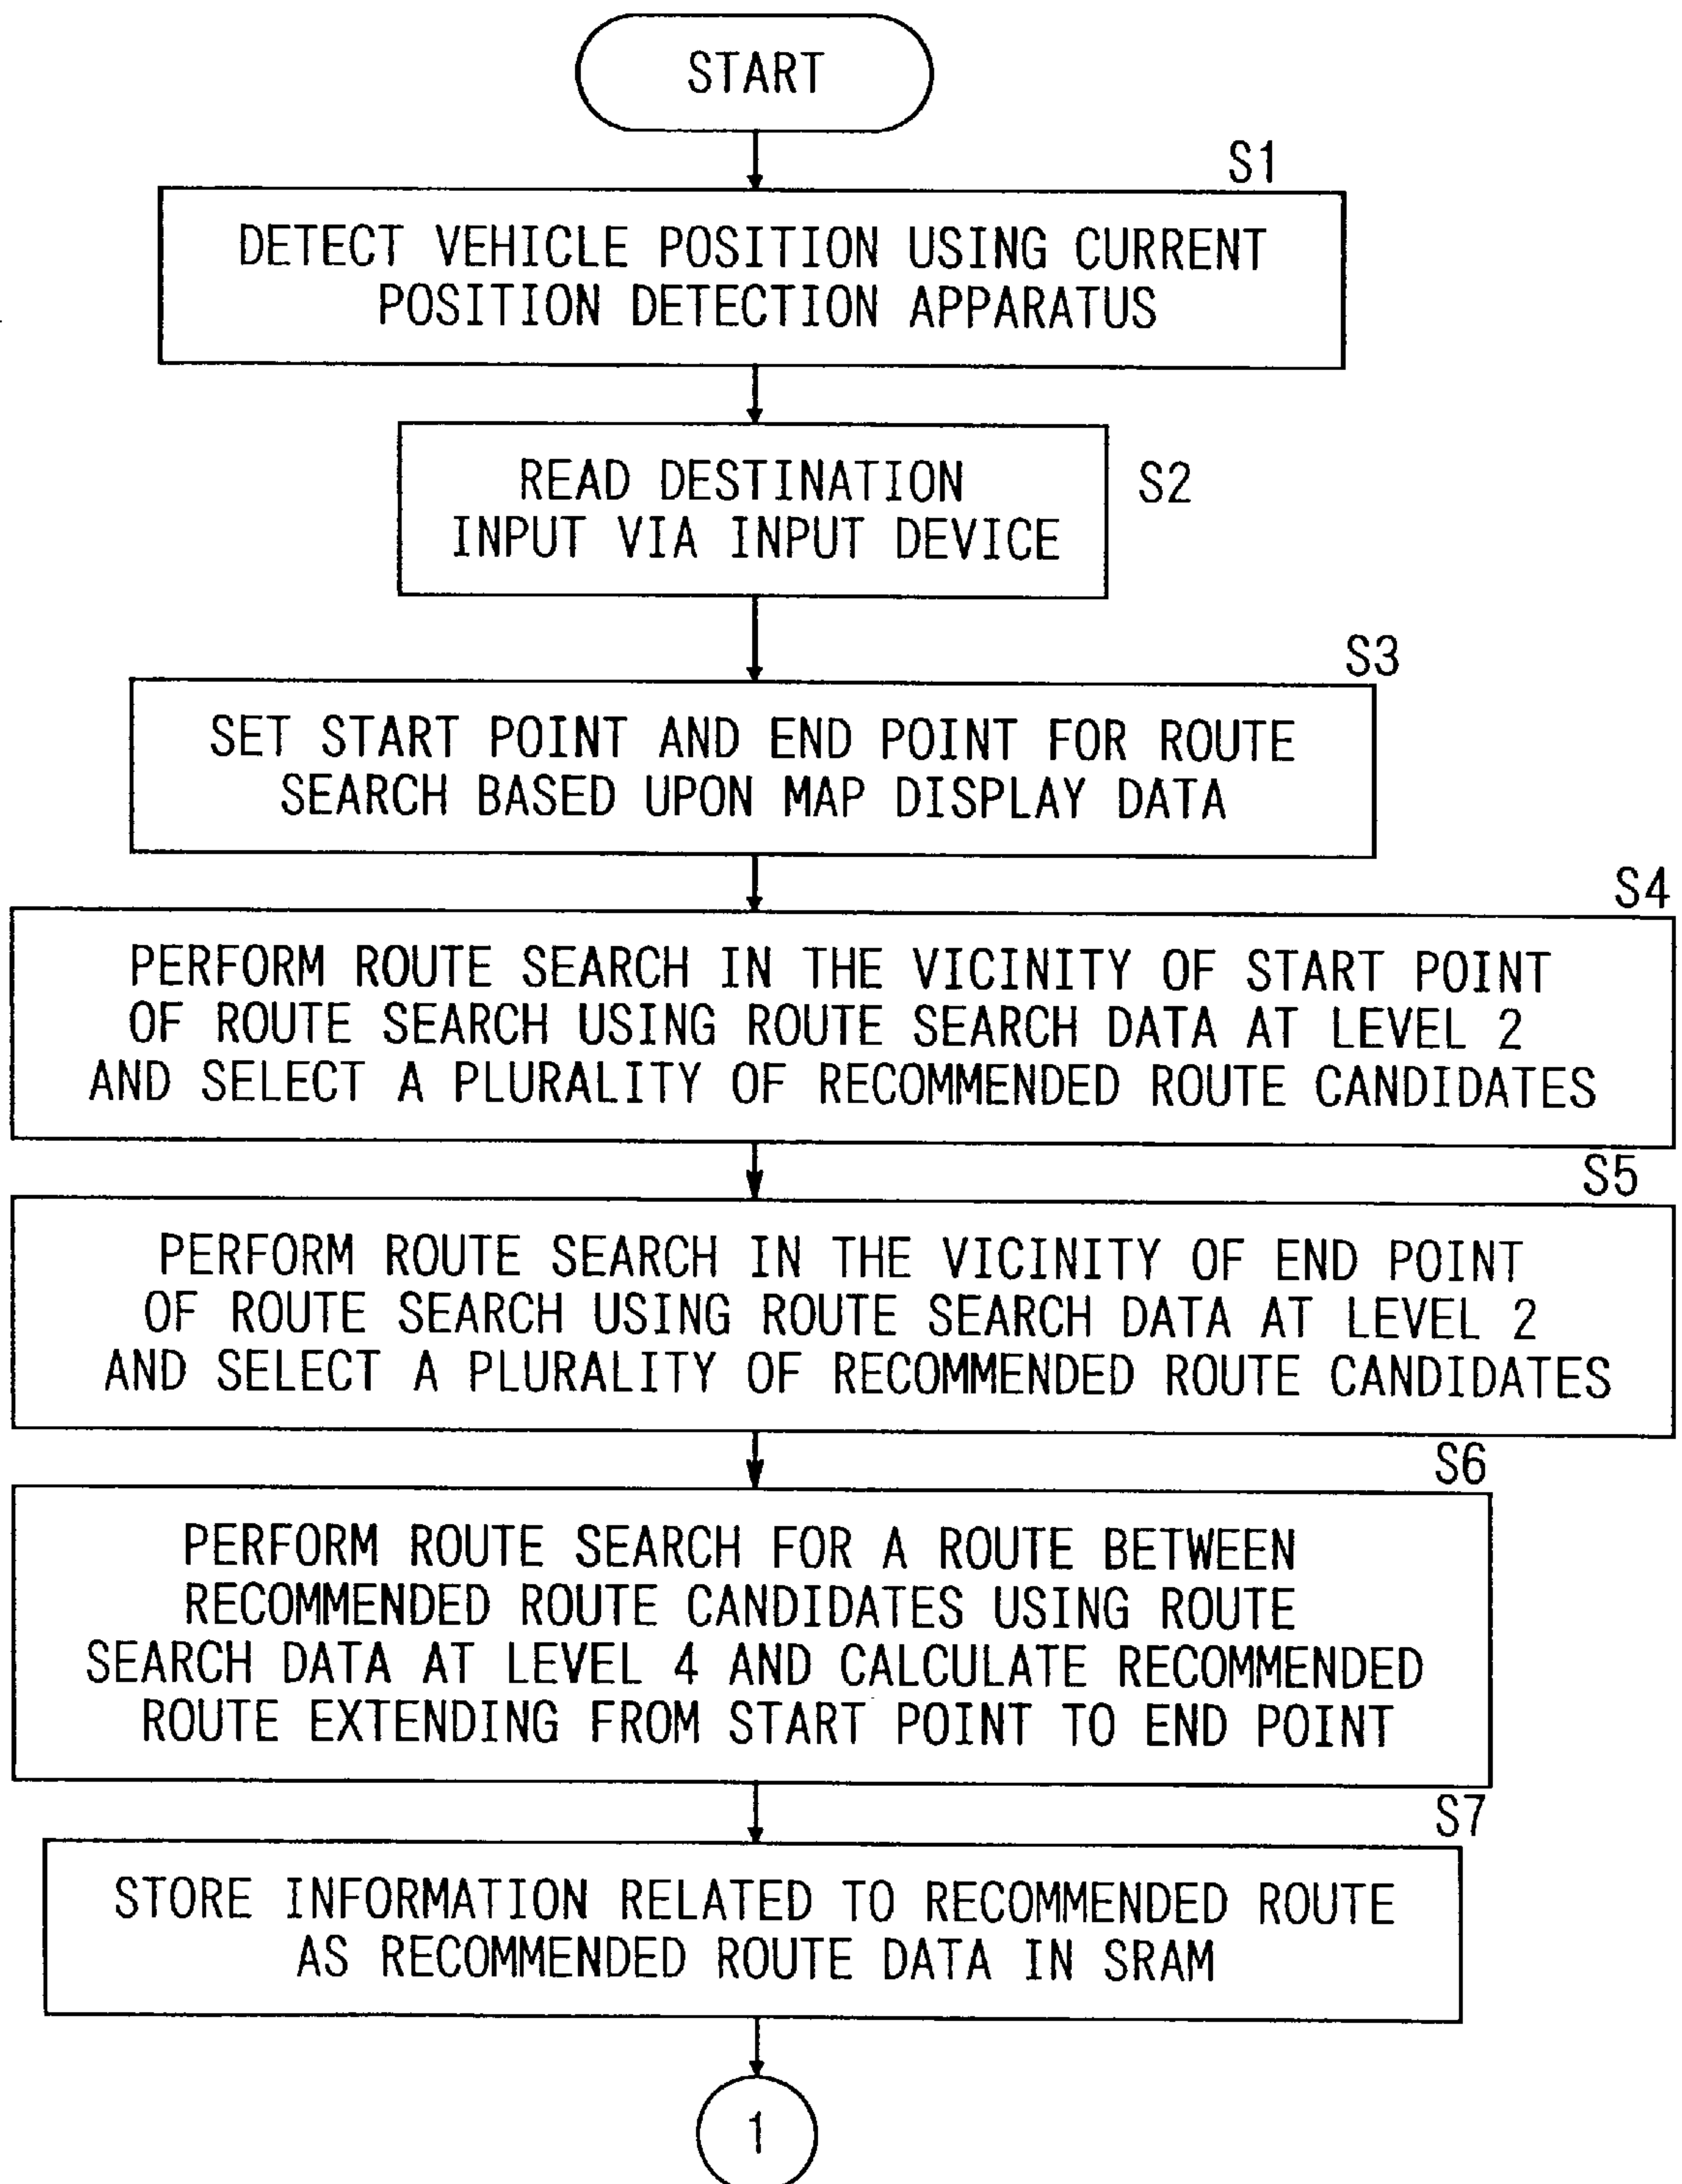 START
S1
DETECT VEHICLE POSITION USING CURRENT
POSITION DETECTION APPARATUS
READ DESTINATION
INPUT VIA INPUT DEVICE
S2
S3
SET START POINT AND END POINT FOR ROUTE
SEARCH BASED UPON MAP DISPLAY DATA
S4
PERFORM ROUTE SEARCH IN THE VICINITY OF START POINT
OF ROUTE SEARCH USING ROUTE SEARCH DATA AT LEVEL 2
AND SELECT A PLURALITY OF RECOMMENDED ROUTE CANDIDATES
S5
PERFORM ROUTE SEARCH IN THE VICINITY OF END POINT
OF ROUTE SEARCH USING ROUTE SEARCH DATA AT LEVEL 2
AND SELECT A PLURALITY OF RECOMMENDED ROUTE CANDIDATES
S6
PERFORM ROUTE SEARCH FOR A ROUTE BETWEEN
RECOMMENDED ROUTE CANDIDATES USING ROUTE
SEARCH DATA AT LEVEL 4 AND CALCULATE RECOMMENDED
ROUTE EXTENDING FROM START POINT TO END POINT
S7
STORE INFORMATION RELATED TO RECOMMENDED ROUTE
AS RECOMMENDED ROUTE DATA IN SRAM
1